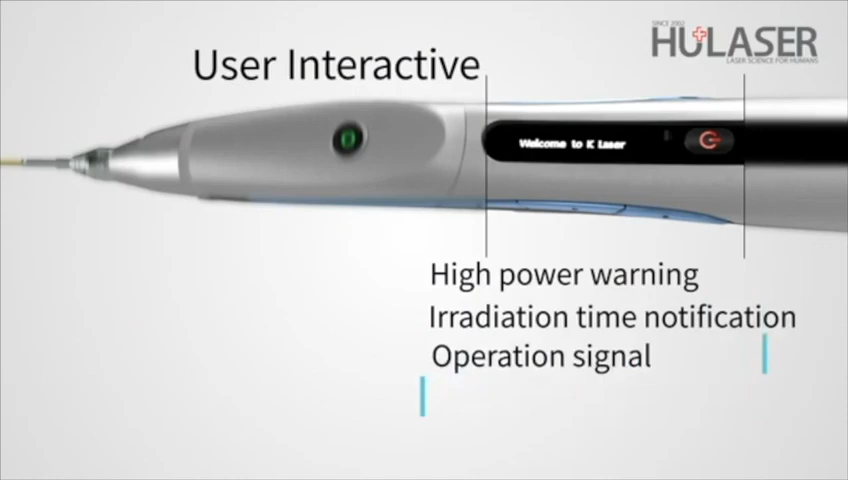 SINCE 2002
HULASER
LASER SCIENCE FOR HUMANS
User Interactive
Welcome to K Laser
High power warning
Irradiation time notification
Operation signal